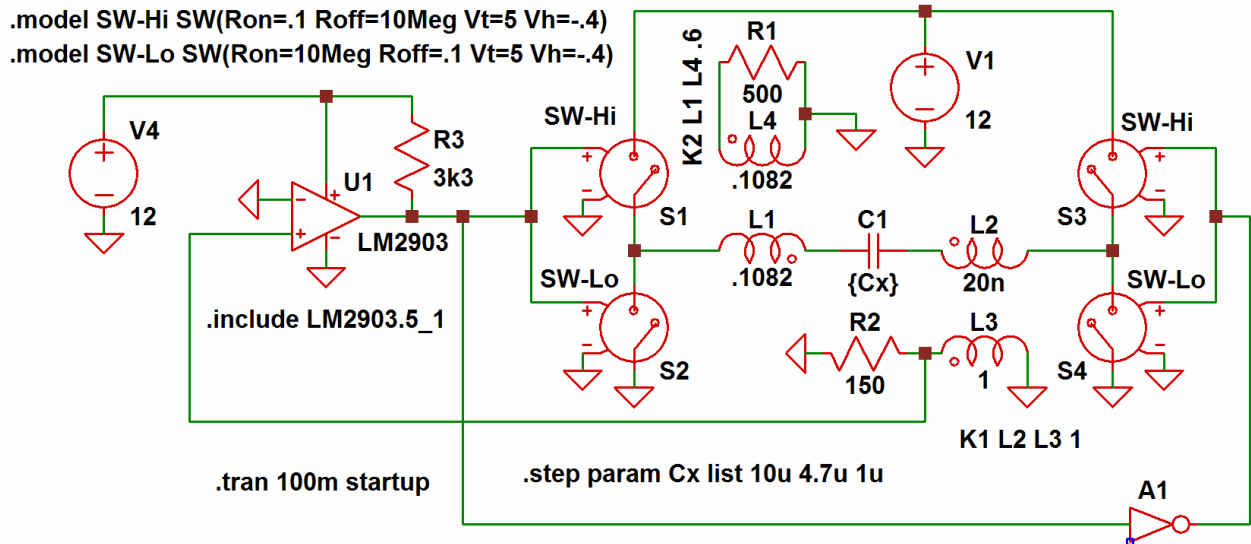 .model SW-Hi SW(Ron=.1 Roff=10Meg Vt=5 Vh=-.4)
.model SW-Lo SW(Ron=10Meg Roff=.1 Vt=5 Vh=-.4)
K2 L1 L4 .6
R1
500
L4
.1082
V1
12
V4
12
R3
3k3
U1
LM2903
.include LM2903.5_1
SW-Hi
S1
SW-Lo
S2
L1
.1082
C1
{Cx}
L2
20n
SW-Hi
S3
SW-Lo
S4
R2
150
L3
1
K1 L2 L3 1
.tran 100m startup
.step param Cx list 10u 4.7u 1u
A1